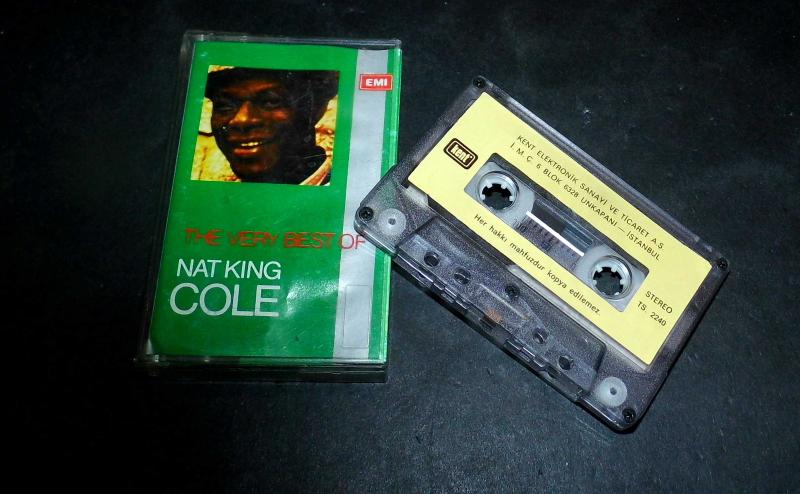 EMI
THE VERY BEST OF
NAT KING
COLE
Kent
KENT ELEKTRONİK SANAYİ VE TİCARET A.S.
İ. M. Ç. 6 BLOK 6328 UNKAPANI — İSTANBUL
Her hakkı mahfuzdur kopya edilemez.
STEREO
TS. 2240